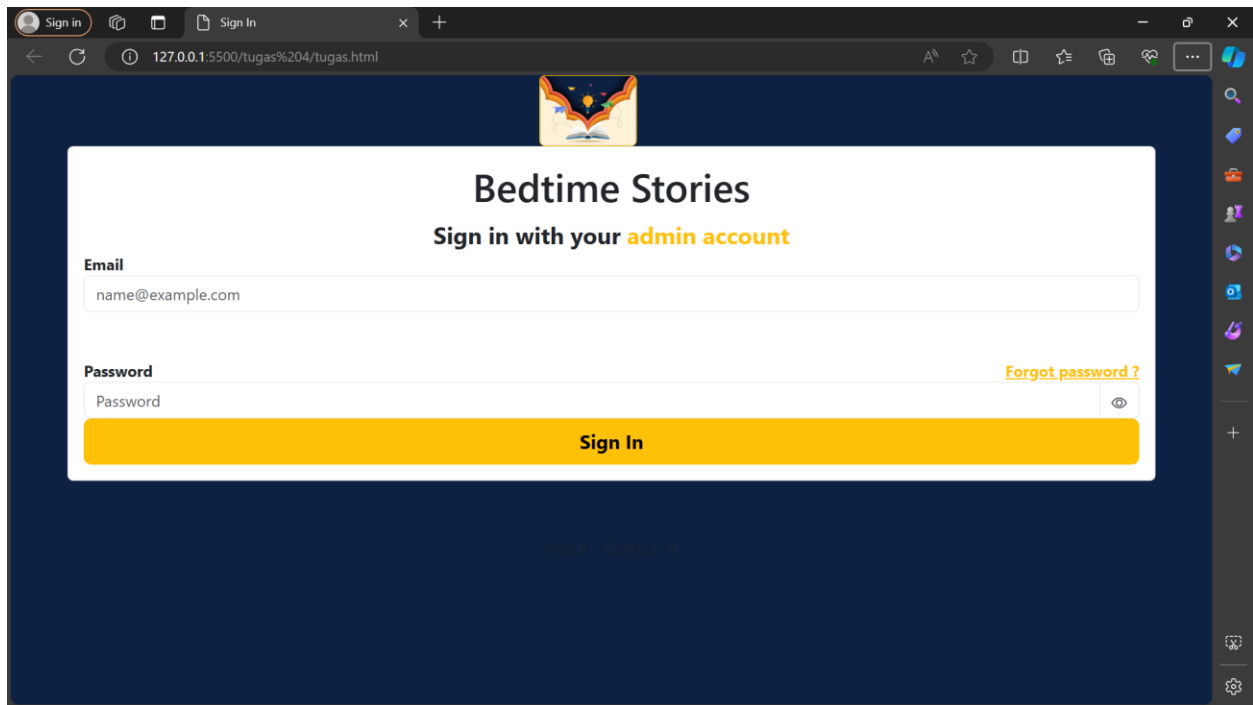 Sign in
Sign In
127.0.0.1:5500/tugas%204/tugas.html
Bedtime Stories
Sign in with your admin account
Email
name@example.com
Password
Forgot password ?
Password
Sign In